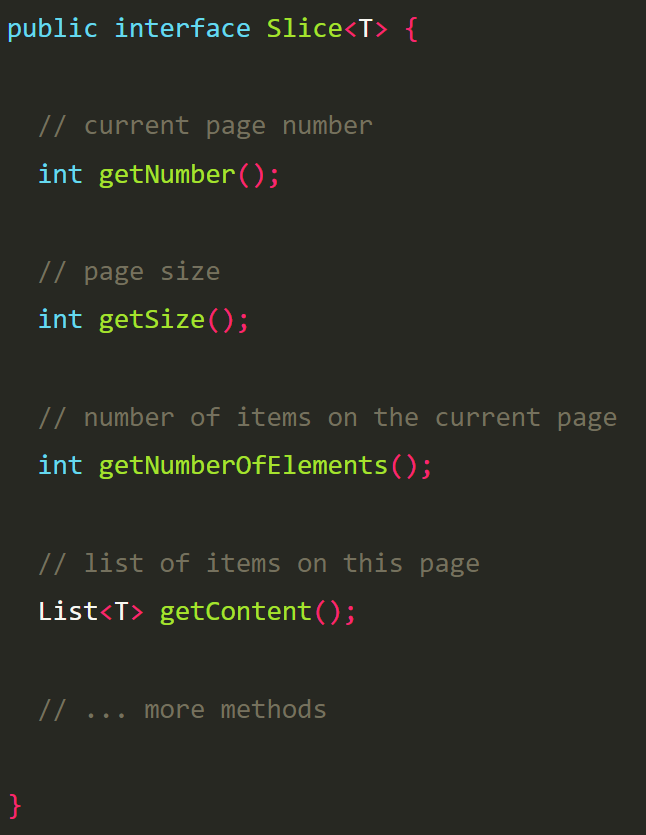 public interface Slice<T> {
// current page number
int getNumber();
// page size
int getSize();
// number of items on the current page
int getNumberOfElements();
// list of items on this page
List<T> getContent();
// ... more methods
}